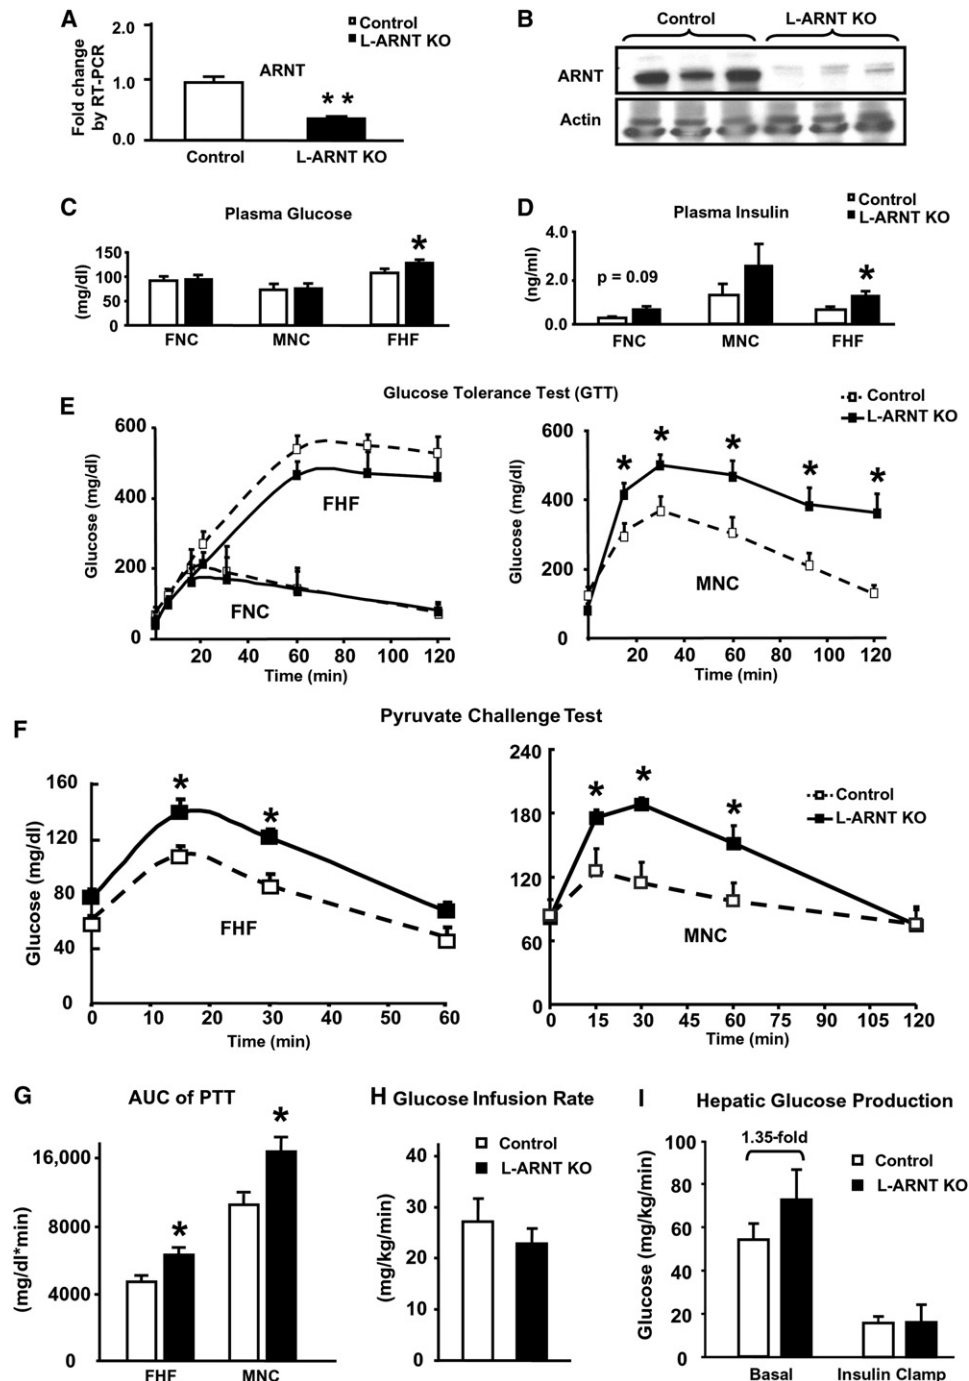 A
Fold change
by RT-PCR
2.0
1.0
0.0
ARNT
**
Control
L-ARNT KO
Control
L-ARNT KO
B
Control
L-ARNT KO
ARNT
Actin
C
Plasma Glucose
(mg/dl)
150
100
50
0
*
FNC
MNC
FHF
D
Plasma Insulin
Control
L-ARNT KO
(ng/ml)
4.0
2.0
0.0
p = 0.09
*
FNC
MNC
FHF
E
Glucose Tolerance Test (GTT)
Control
L-ARNT KO
Glucose (mg/dl)
600
400
200
0
FHF
FNC
20
40
60
80
100
120
Time (min)
Glucose (mg/dl)
600
400
200
0
* * * * *
MNC
0
20
40
60
80
100
120
Time (min)
F
Pyruvate Challenge Test
Glucose (mg/dl)
160
120
80
40
0
* *
FHF
0
10
20
30
40
50
60
Time (min)
240
180
120
60
0
* * *
Control
L-ARNT KO
MNC
0
15
30
45
60
75
90
105
120
Time (min)
G
AUC of PTT
(mg/dl*min)
16,000
8000
4000
0
* *
FHF
MNC
H
Glucose Infusion Rate
Control
L-ARNT KO
(mg/kg/min)
40
30
20
10
0
I
Hepatic Glucose Production
Glucose (mg/kg/min)
100
80
60
40
20
0
1.35-fold
Control
L-ARNT KO
Basal
Insulin Clamp